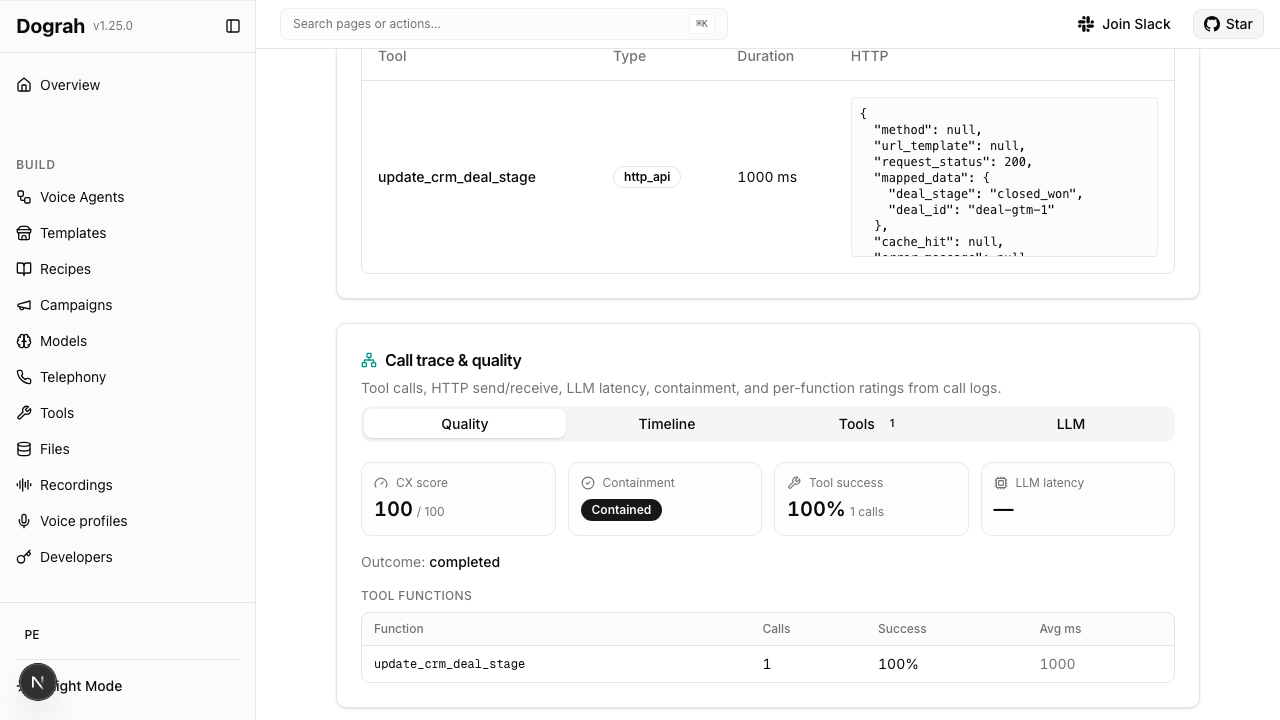 Dograh v1.25.0
Search pages or actions... ⌘K
Join Slack
Star
Overview
BUILD
Voice Agents
Templates
Recipes
Campaigns
Models
Telephony
Tools
Files
Recordings
Voice profiles
Developers
PE
N
ight Mode
Tool Type Duration HTTP
update_crm_deal_stage http_api 1000 ms
{
"method": null,
"url_template": null,
"request_status": 200,
"mapped_data": {
"deal_stage": "closed_won",
"deal_id": "deal-gtm-1"
},
"cache_hit": null,
Call trace & quality
Tool calls, HTTP send/receive, LLM latency, containment, and per-function ratings from call logs.
Quality Timeline Tools 1 LLM
CX score Containment Tool success LLM latency
100 / 100 Contained 100% 1 calls —
Outcome: completed
TOOL FUNCTIONS
Function Calls Success Avg ms
update_crm_deal_stage 1 100% 1000